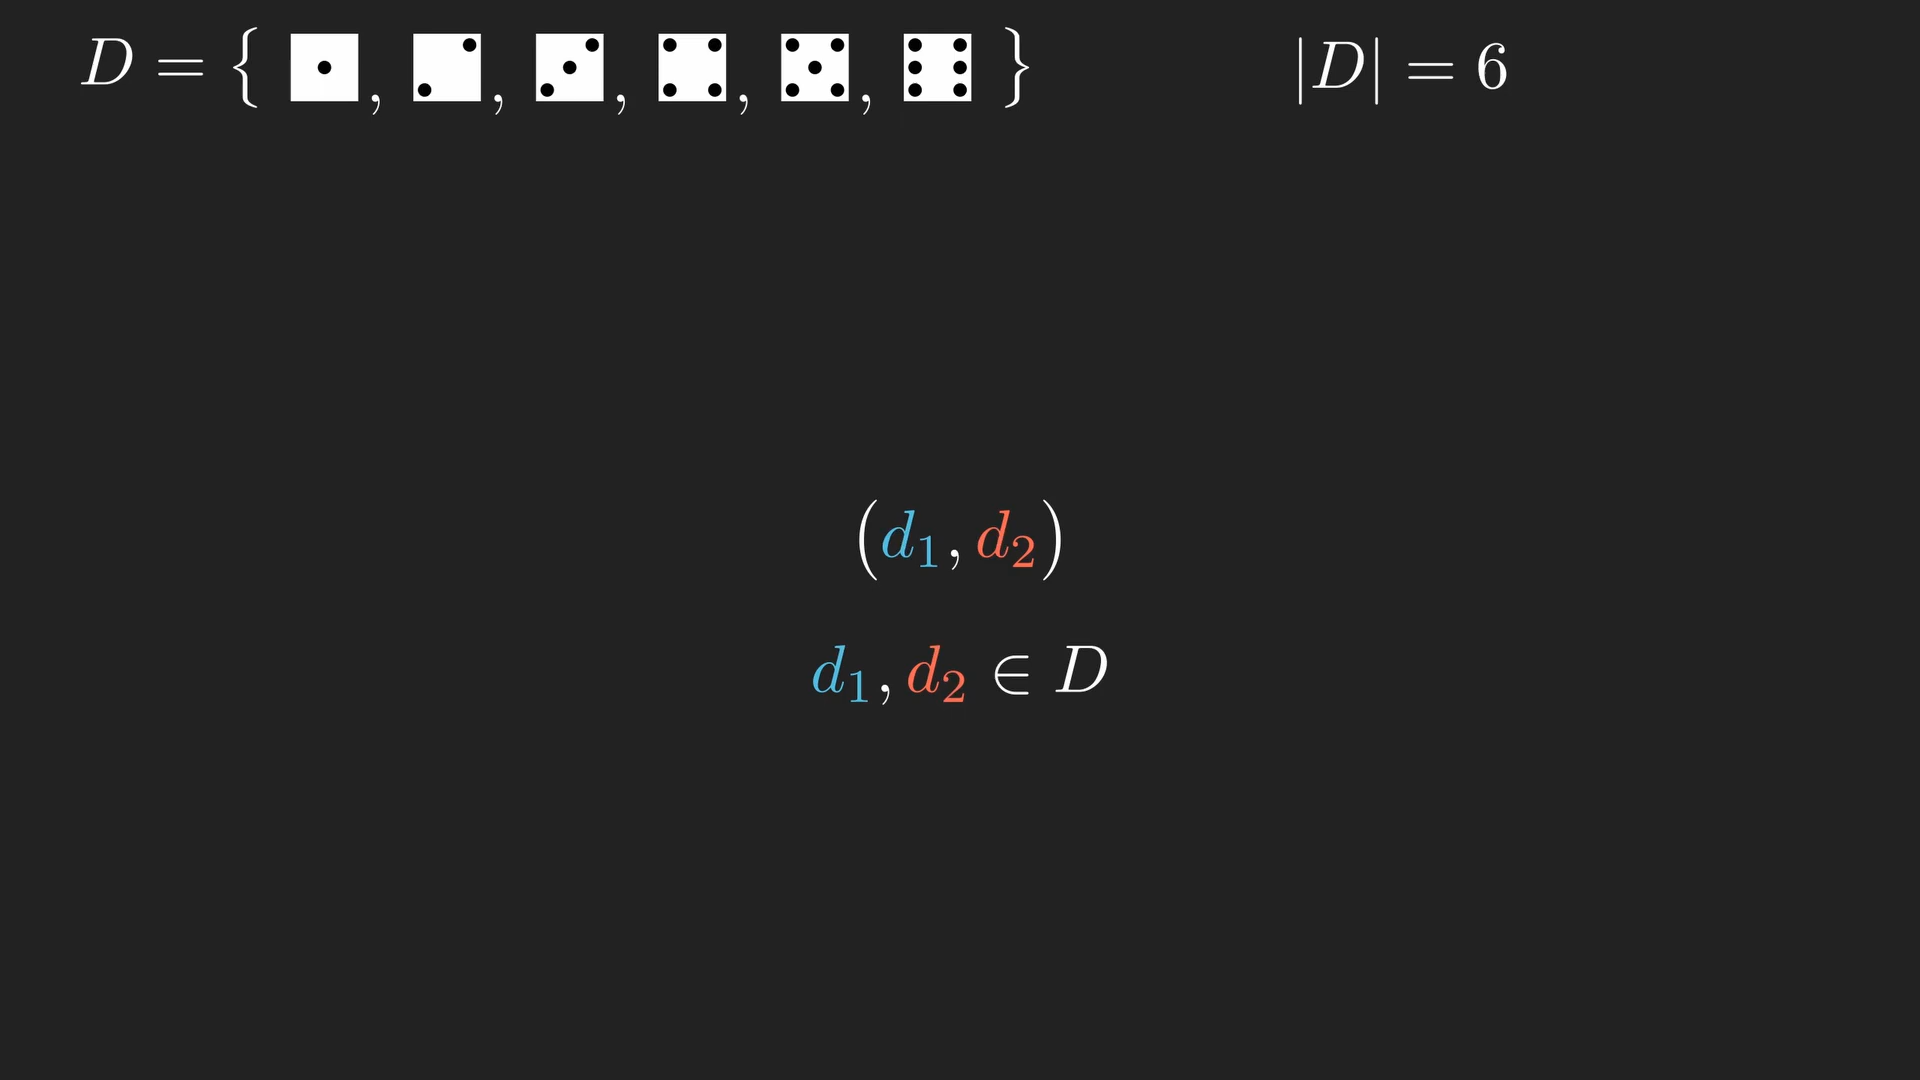 D = { ⚀, ⚁, ⚂, ⚃, ⚄, ⚅ }
|D| = 6
(d₁, d₂)
d₁, d₂ ∈ D